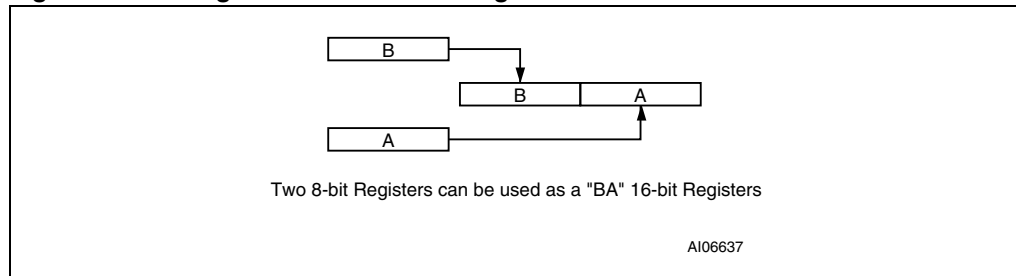 B
B A
A
Two 8-bit Registers can be used as a "BA" 16-bit Registers
AI06637